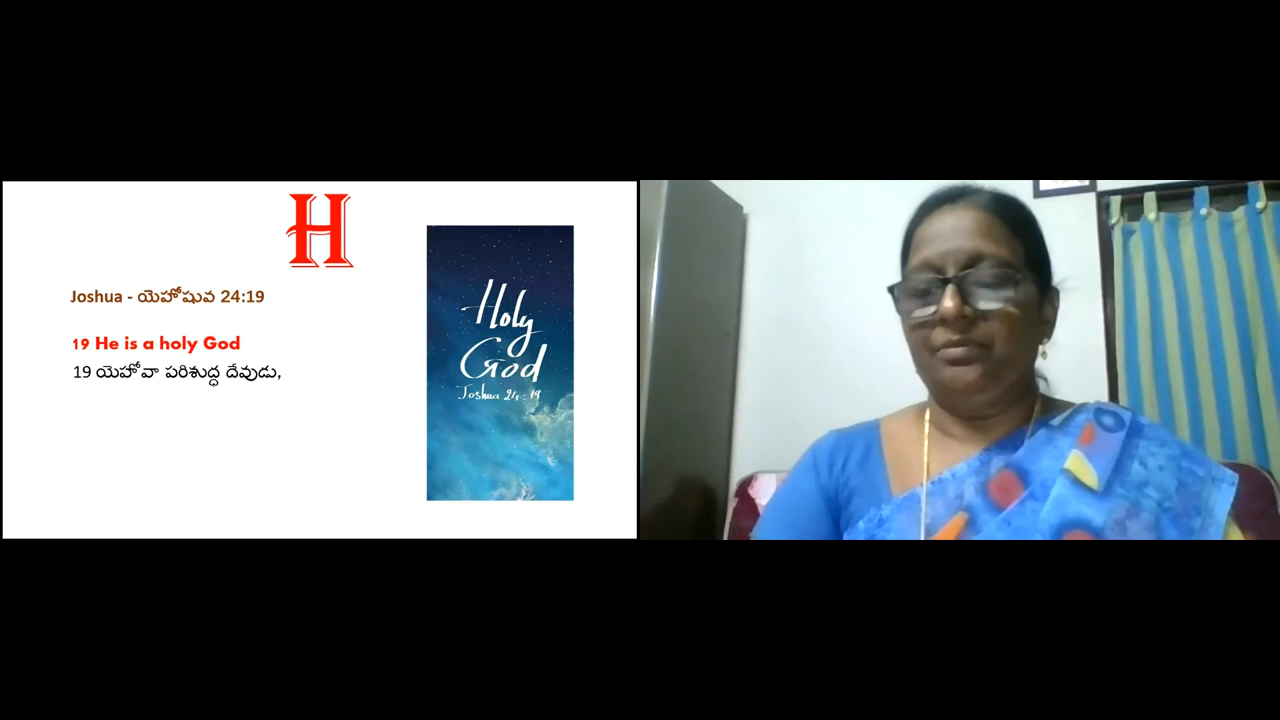 H
Joshua - యెహోషువ 24:19
19 He is a holy God
19 యెహోవా పరిశుద్ధ దేవుడు,
Holy
God
Joshua 24:19